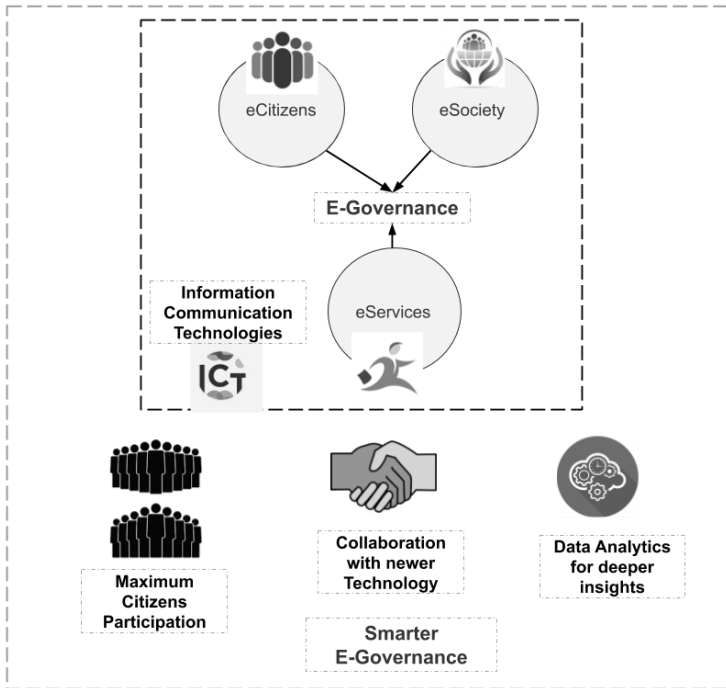 eCitizens
eSociety
E-Governance
eServices
Information
Communication
Technologies
ICT
Maximum
Citizens
Participation
Collaboration
with newer
Technology
Data Analytics
for deeper
insights
Smarter
E-Governance